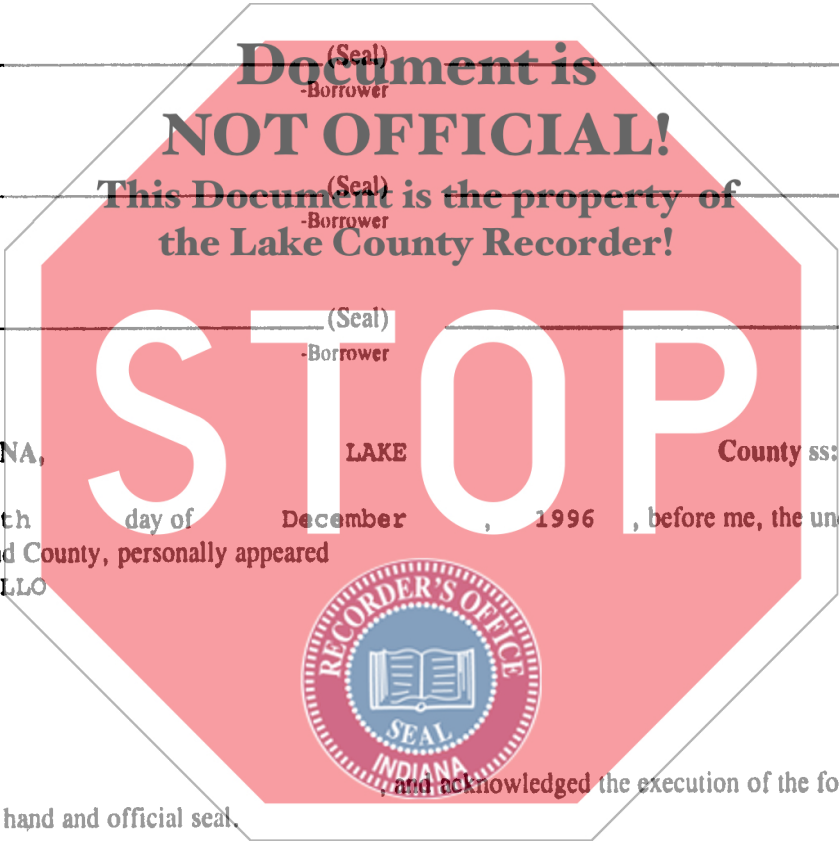 (Seal)
Document is
-Borrower
NOT OFFICIAL!
(Seal)
This Document is the property of
-Borrower
the Lake County Recorder!
(Seal)
-Borrower
STOP
NA, LAKE County ss:
th day of December , 1996 , before me, the un
d County, personally appeared
LLO
RECORDER'S OFFICE
SEAL
INDIANA
, and acknowledged the execution of the fo
hand and official seal.